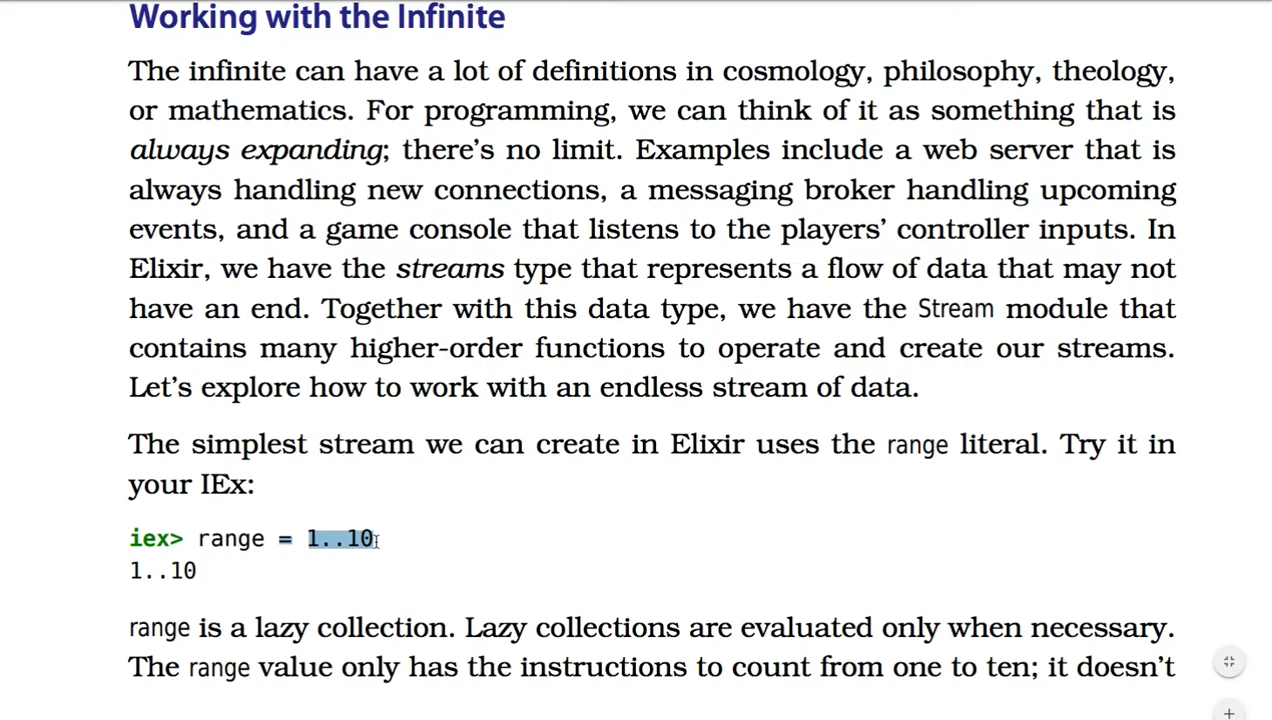 Working with the Infinite
The infinite can have a lot of definitions in cosmology, philosophy, theology,
or mathematics. For programming, we can think of it as something that is
always expanding; there’s no limit. Examples include a web server that is
always handling new connections, a messaging broker handling upcoming
events, and a game console that listens to the players’ controller inputs. In
Elixir, we have the streams type that represents a flow of data that may not
have an end. Together with this data type, we have the Stream module that
contains many higher-order functions to operate and create our streams.
Let’s explore how to work with an endless stream of data.
The simplest stream we can create in Elixir uses the range literal. Try it in
your IEx:
iex> range = 1..10
1..10
range is a lazy collection. Lazy collections are evaluated only when necessary.
The range value only has the instructions to count from one to ten; it doesn’t